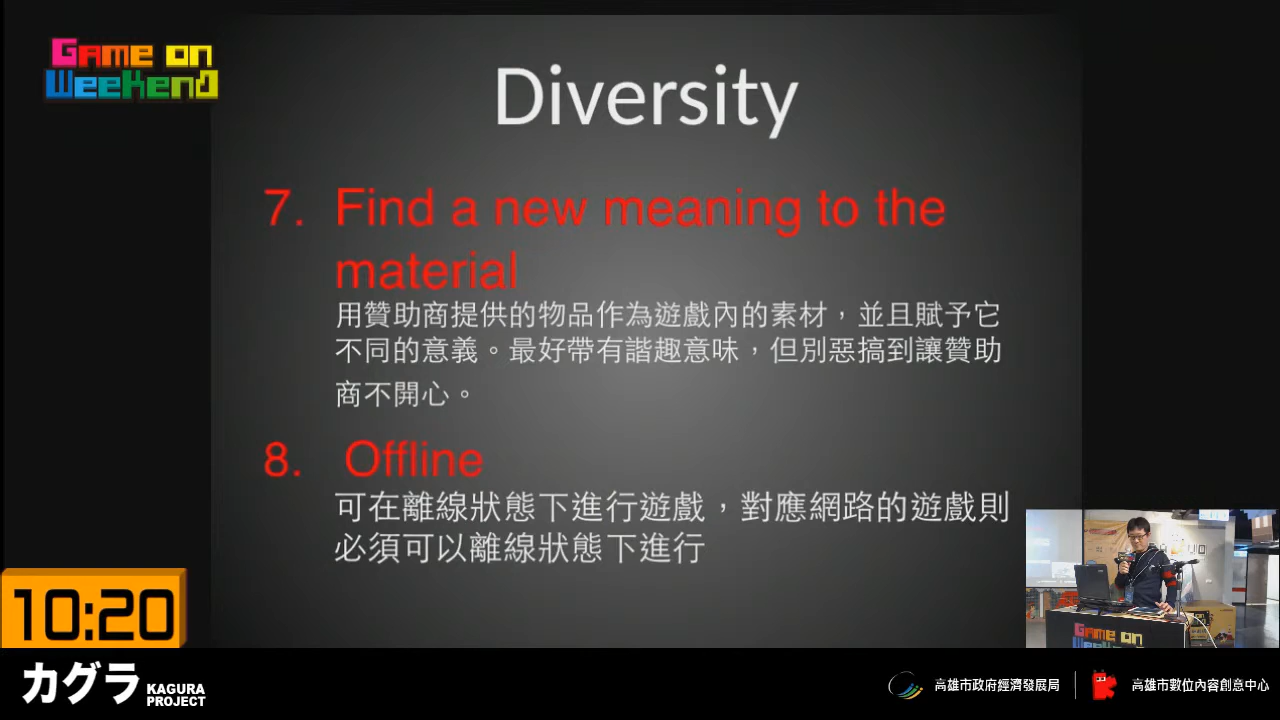 Game on
Weekend
Diversity
7. Find a new meaning to the
material
用贊助商提供的物品作為遊戲內的素材，並且賦予它
不同的意義。最好帶有諧趣意味，但別惡搞到讓贊助
商不開心。
8. Offline
可在離線狀態下進行遊戲，對應網路的遊戲則
必須可以離線狀態下進行
10:20
Game on
Weekend
カグラ
KAGURA
PROJECT
高雄市政府經濟發展局
高雄市數位內容創意中心